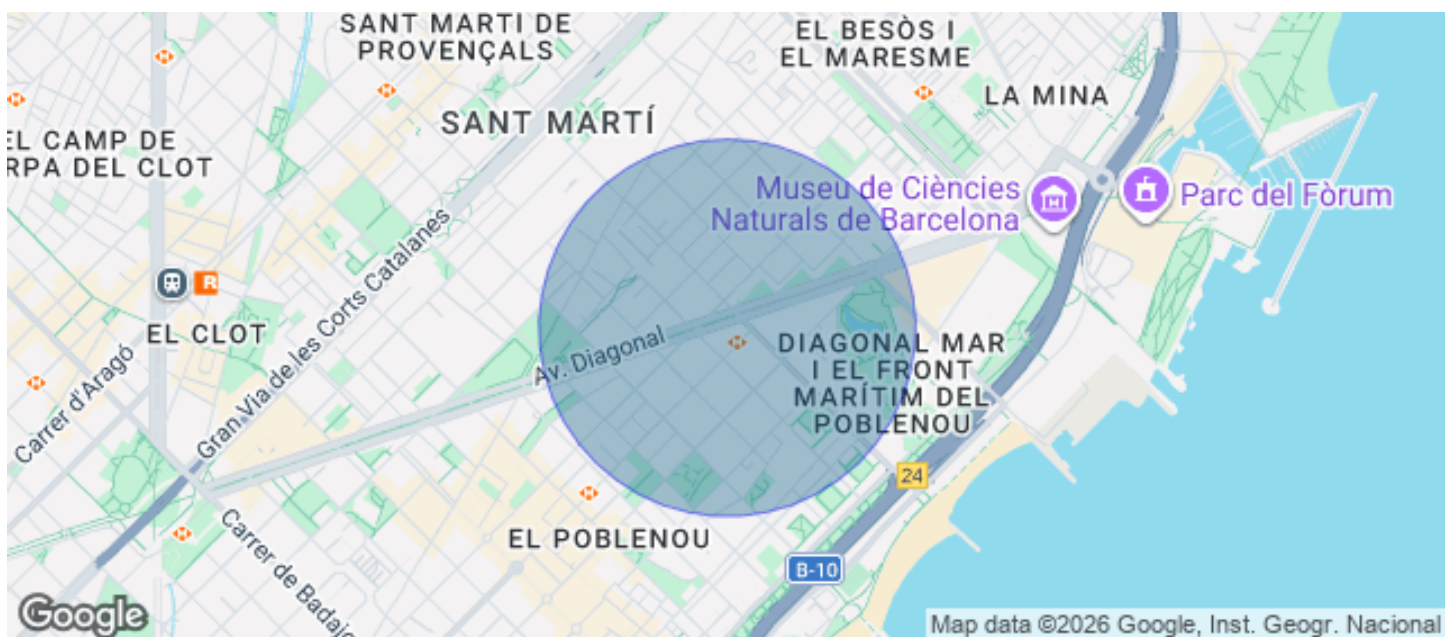 SANT MARTÍ DE
PROVENÇALS
EL BESÒS I
EL MARESME
LA MINA
SANT MARTÍ
EL CAMP DE
RPA DEL CLOT
Museu de Ciències
Naturals de Barcelona
Parc del Fòrum
Gran Via de les Corts Catalanes
R
EL CLOT
Av. Diagonal
DIAGONAL MAR
I EL FRONT
MARÍTIM DEL
POBLENOU
Carrer d'Aragó
24
EL POBLENOU
Carrer de Badajo
B-10
Google
Map data ©2026 Google, Inst. Geogr. Nacional